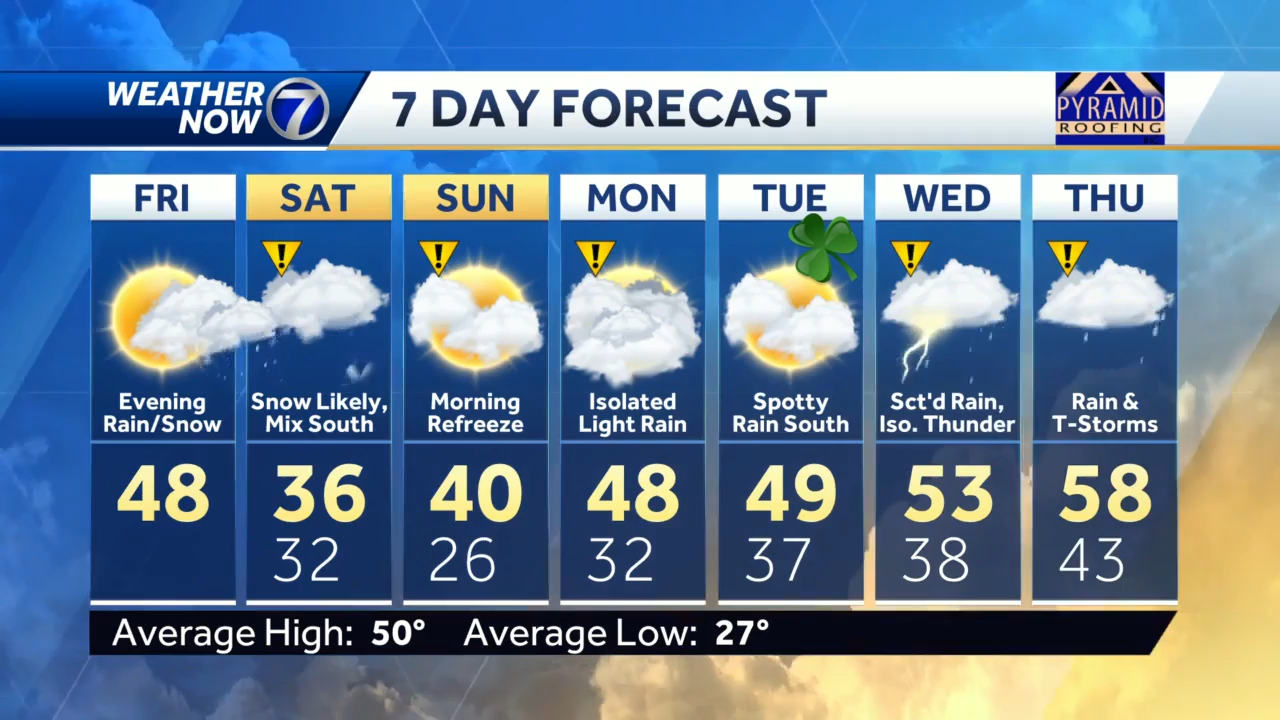 WEATHER
NOW 7
7 DAY FORECAST
PYRAMID
ROOFING
FRI
SAT
SUN
MON
TUE
WED
THU
!
!
!
!
!
Evening
Rain/Snow
Snow Likely,
Mix South
Morning
Refreeze
Isolated
Light Rain
Spotty
Rain South
Sct'd Rain,
Iso. Thunder
Rain &
T-Storms
48
36
32
40
26
48
32
49
37
53
38
58
43
Average High: 50° Average Low: 27°